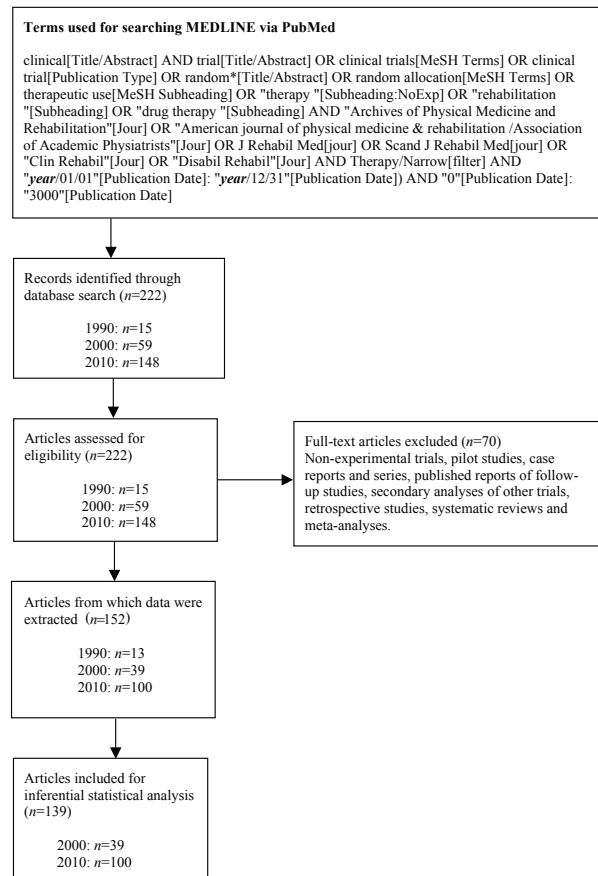 Terms used for searching MEDLINE via PubMed
clinical[Title/Abstract] AND trial[Title/Abstract] OR clinical trials[MeSH Terms] OR clinical
trial[Publication Type] OR random*[Title/Abstract] OR random allocation[MeSH Terms] OR
therapeutic use[MeSH Subheading] OR "therapy "[Subheading:NoExp] OR "rehabilitation
"[Subheading] OR "drug therapy "[Subheading] AND "Archives of Physical Medicine and
Rehabilitation"[Jour] OR "American journal of physical medicine & rehabilitation /Association
of Academic Physiatrists"[Jour] OR J Rehabil Med[jour] OR Scand J Rehabil Med[jour] OR
"Clin Rehabil"[Jour] OR "Disabil Rehabil"[Jour] AND Therapy/Narrow[filter] AND
"year/01/01"[Publication Date]: "year/12/31"[Publication Date]) AND "0"[Publication Date]:
"3000"[Publication Date]
Records identified through
database search (n=222)
1990: n=15
2000: n=59
2010: n=148
Articles assessed for
eligibility (n=222)
1990: n=15
2000: n=59
2010: n=148
Full-text articles excluded (n=70)
Non-experimental trials, pilot studies, case
reports and series, published reports of follow-
up studies, secondary analyses of other trials,
retrospective studies, systematic reviews and
meta-analyses.
Articles from which data were
extracted (n=152)
1990: n=13
2000: n=39
2010: n=100
Articles included for
inferential statistical analysis
(n=139)
2000: n=39
2010: n=100